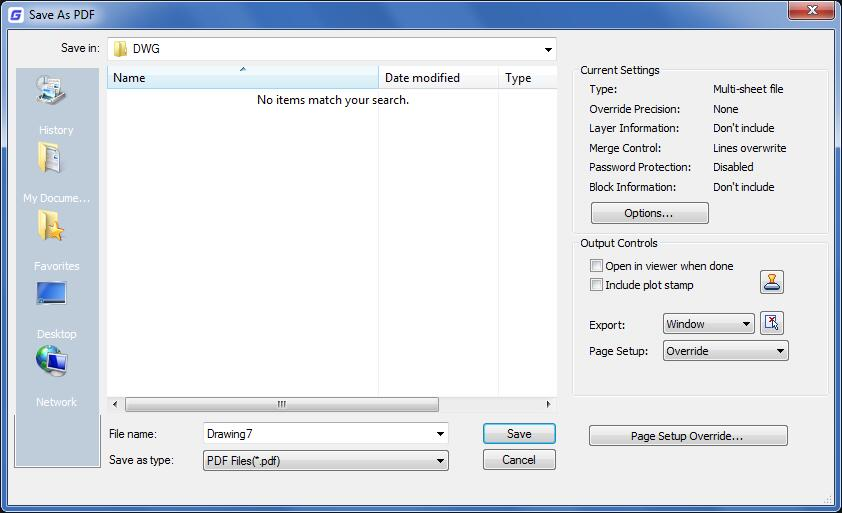 Save As PDF
Save in:
DWG
Name
Date modified
Type
No items match your search.
History
My Docume...
Favorites
Desktop
Network
File name:
Drawing7
Save
Save as type:
PDF Files(*.pdf)
Cancel
Current Settings
Type: Multi-sheet file
Override Precision: None
Layer Information: Don't include
Merge Control: Lines overwrite
Password Protection: Disabled
Block Information: Don't include
Options...
Output Controls
Open in viewer when done
Include plot stamp
Export: Window
Page Setup: Override
Page Setup Override...